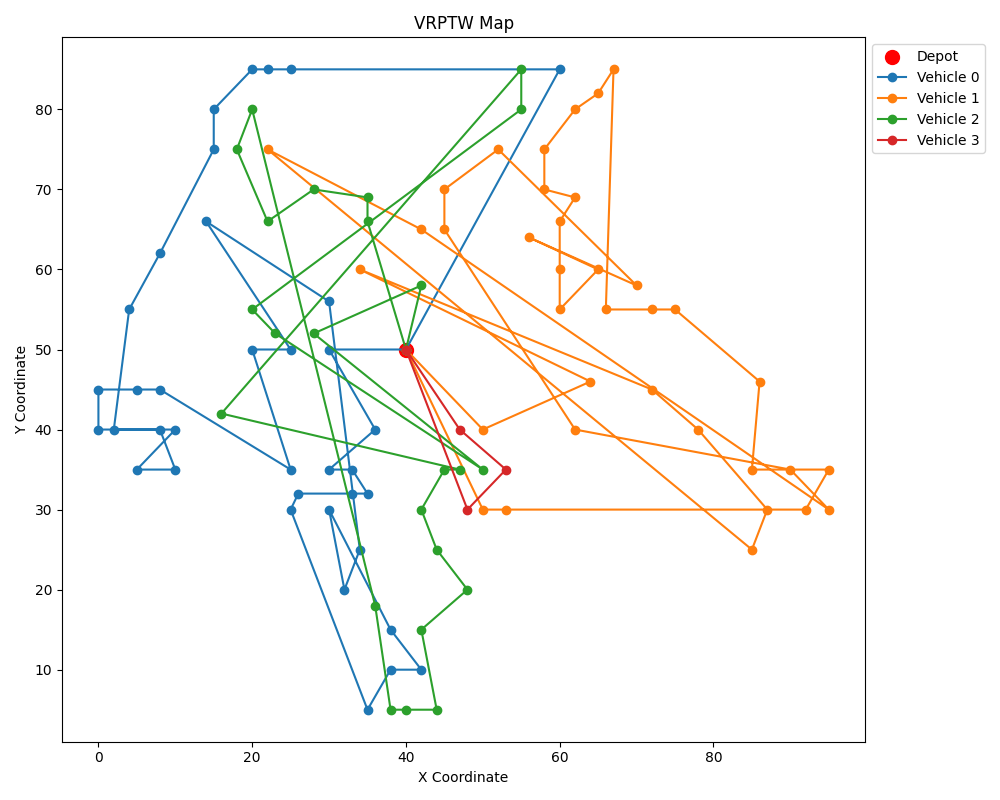 VRPTW Map
Depot
Vehicle 0
Vehicle 1
Vehicle 2
Vehicle 3
80
70
60
50
40
30
20
10
Y Coordinate
0 20 40 60 80
X Coordinate